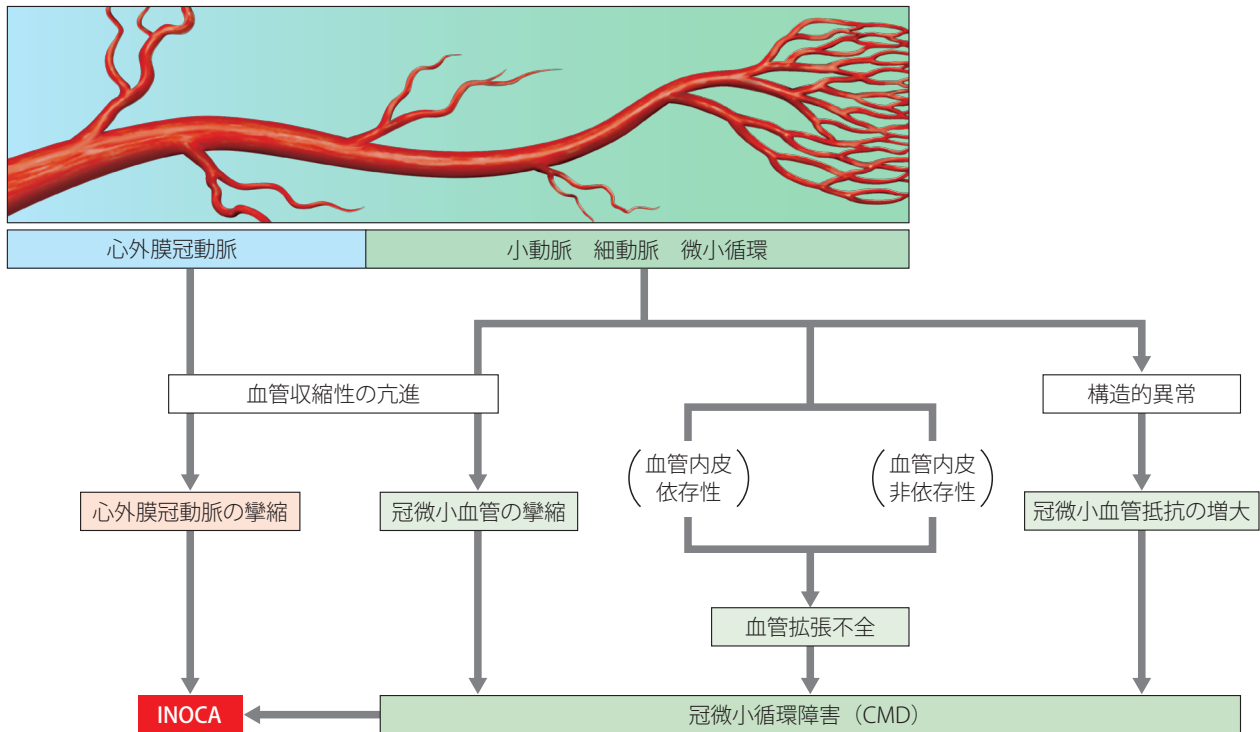 心外膜冠動脈
小動脈　細動脈　微小循環
血管収縮性の亢進
構造的異常
(血管内皮
依存性)
(血管内皮
非依存性)
心外膜冠動脈の攣縮
冠微小血管の攣縮
冠微小血管抵抗の増大
血管拡張不全
INOCA
冠微小循環障害（CMD）